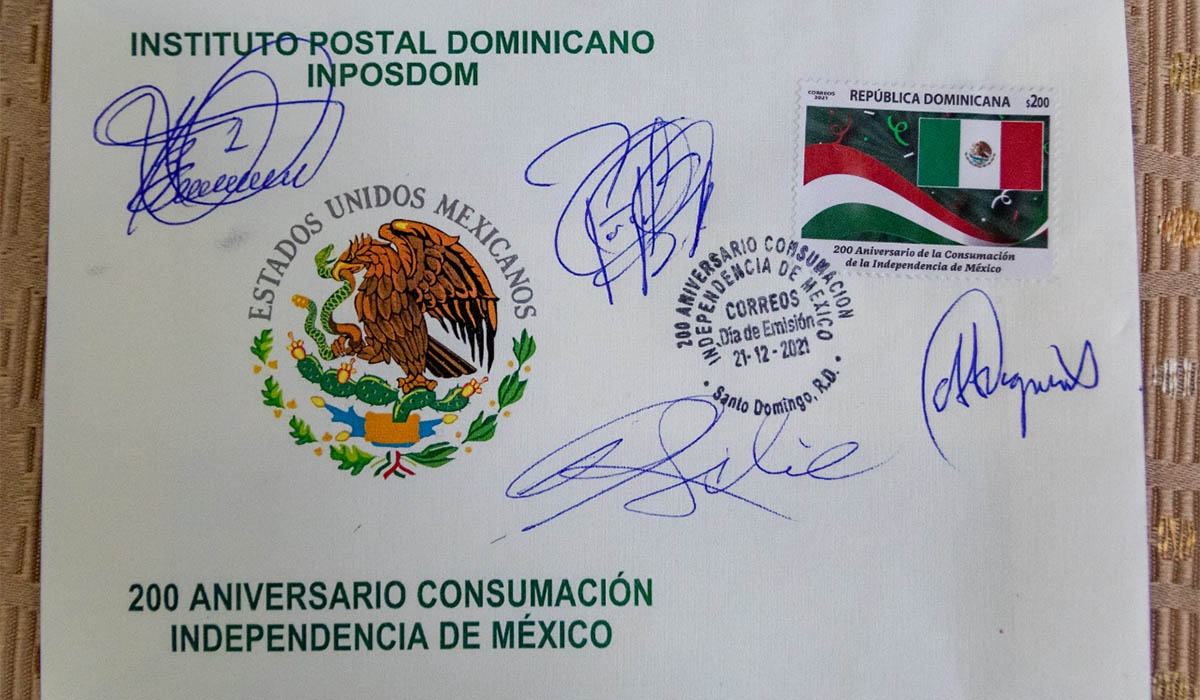 INSTITUTO POSTAL DOMINICANO
INPOSDOM
CORREOS
2021
REPÚBLICA DOMINICANA
$200
200 Aniversario de la Consumación
de la Independencia de México
ESTADOS UNIDOS MEXICANOS
200 ANIVERSARIO CONSUMACION
INDEPENDENCIA DE MEXICO
CORREOS
Día de Emisión
21-12-2021
Santo Domingo, R.D.
200 ANIVERSARIO CONSUMACIÓN
INDEPENDENCIA DE MÉXICO